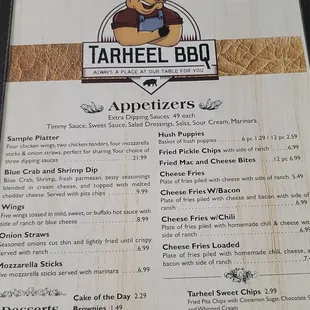 TARHEEL BBQ
ALWAYS A PLACE AT OUR TABLE FOR YOU
Appetizers
Extra Dipping Sauces .49 each
Timmy Sauce, Sweet Sauce, Salad Dressings, Salsa, Sour Cream, Marinara
Sample Platter
Four chicken wings, two chicken tenders, four mozzarella
sticks & onion straws, perfect for sharing. Your choice of
three dipping sauces 21.99
Blue Crab and Shrimp Dip
Blue Crab, Shrimp, fresh parmesan, zesty seasonings
blended in cream cheese, and topped with melted
cheddar cheese. Served with pita chips 9.99
Wings
Five wings tossed in mild, sweet, or buffalo hot sauce with
side of ranch or blue cheese 8.99
Onion Straws
Seasoned onions cut thin and lightly fried until crispy
Served with ranch 6.99
Mozzarella Sticks
five mozzarella sticks served with marinara 6.99
Hush Puppies
Basket of hush puppies 6 pc 1.29 / 12 pc 2.59
Fried Pickle Chips with side of ranch 6.99
Fried Mac and Cheese Bites 12/pc 6.99
Cheese Fries
Plate of fries piled with cheese with side of ranch 5.49
Cheese Fries W/Bacon
Plate of fries piled with cheese and bacon with side
of ranch 6.99
Cheese Fries w/Chili
Plate of fries piled with homemade chili & cheese
with side of ranch 6.99
Cheese Fries Loaded
Plate of fries piled with homemade chili, cheese,
bacon with side of ranch
Desserts
Cake of the Day 2.29
Brownies 1.49
Tarheel Sweet Chips 2.99
Fried Pita Chips with Cinnamon Sugar, Chocolate
and Whipped Cream